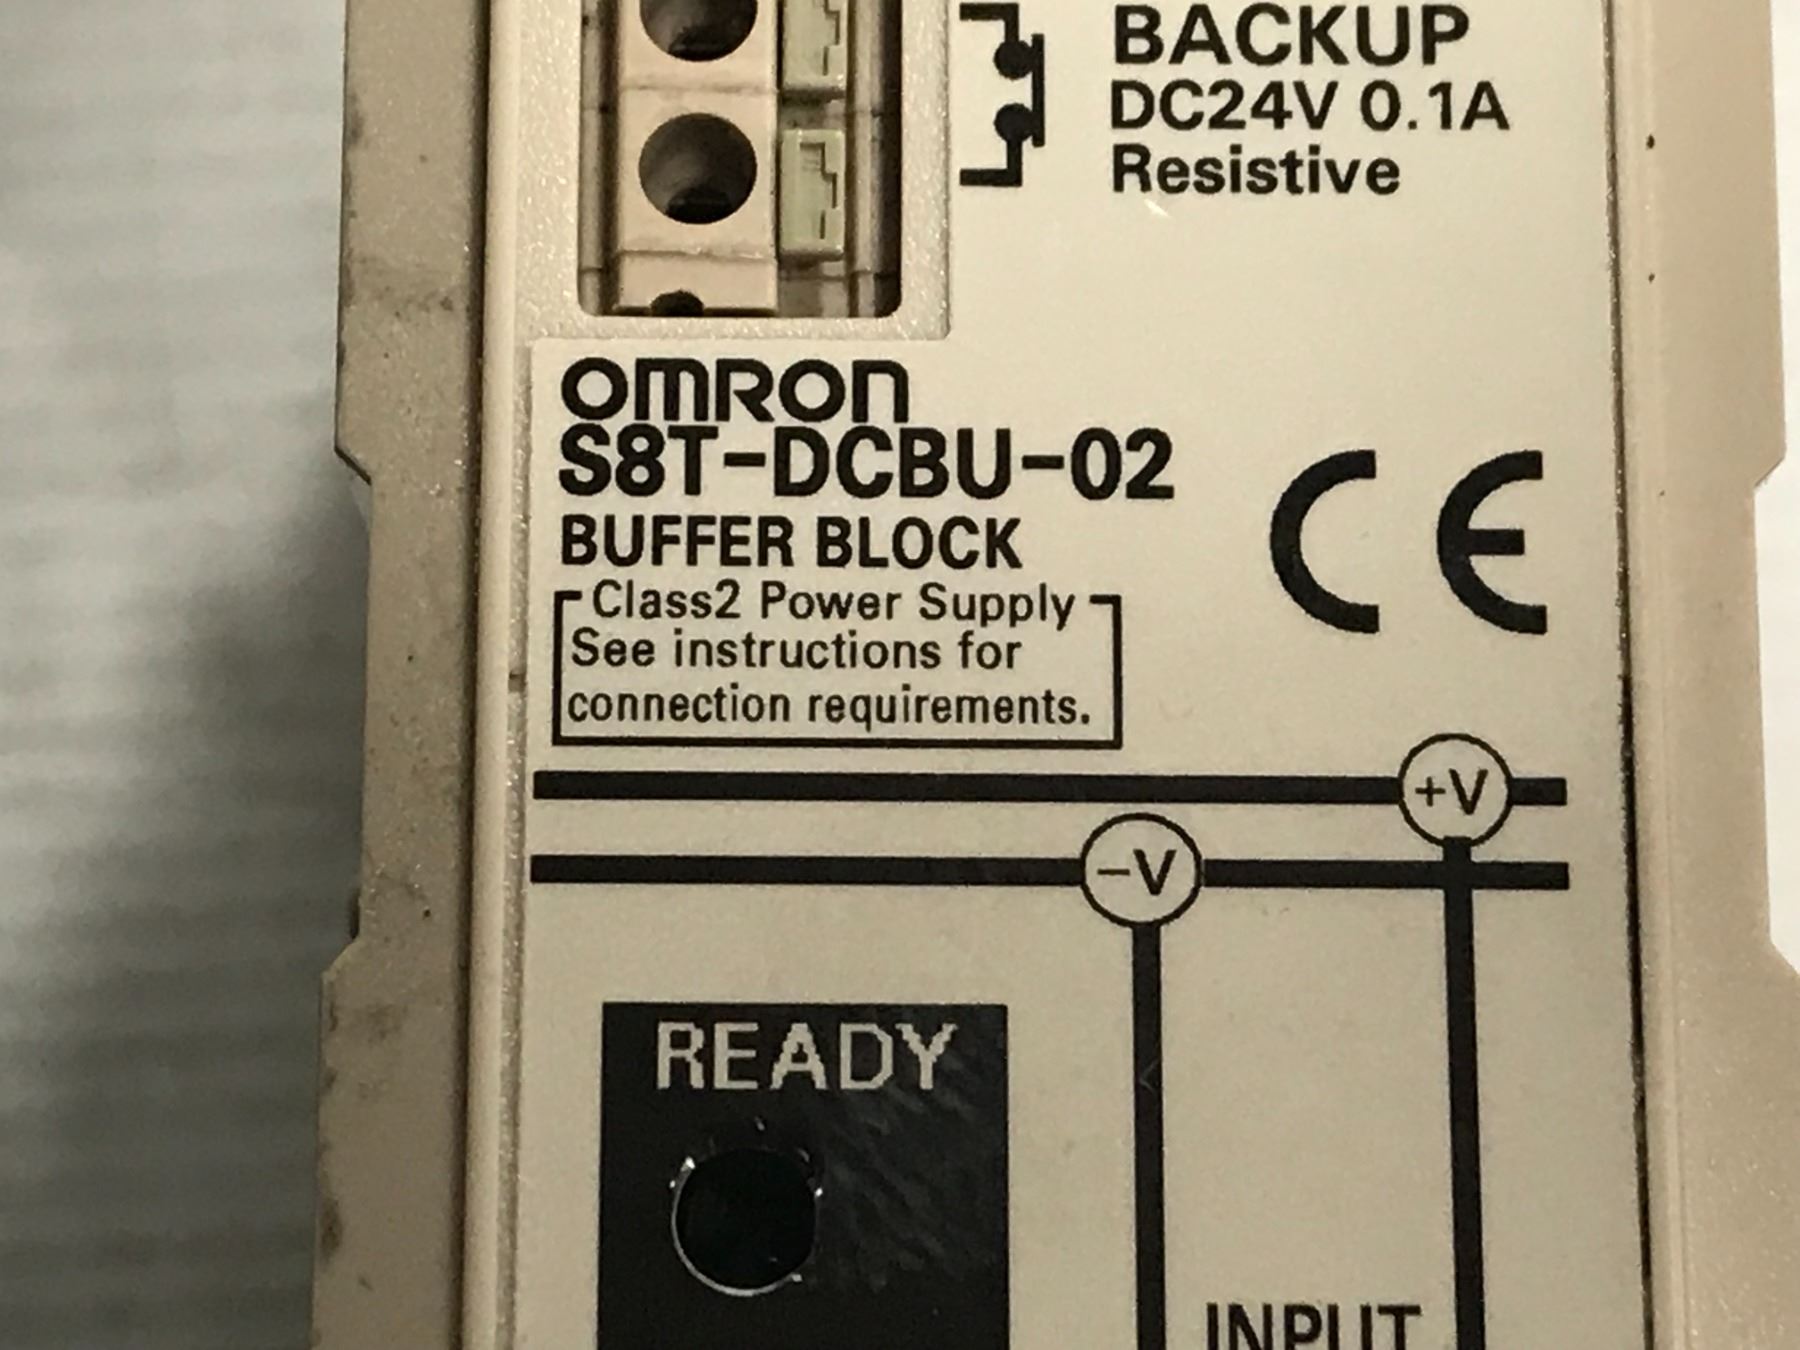 BACKUP
DC24V 0.1A
Resistive
OMRON
S8T-DCBU-02
BUFFER BLOCK
CE
Class2 Power Supply
See instructions for
connection requirements.
+V
-V
READY
INPUT